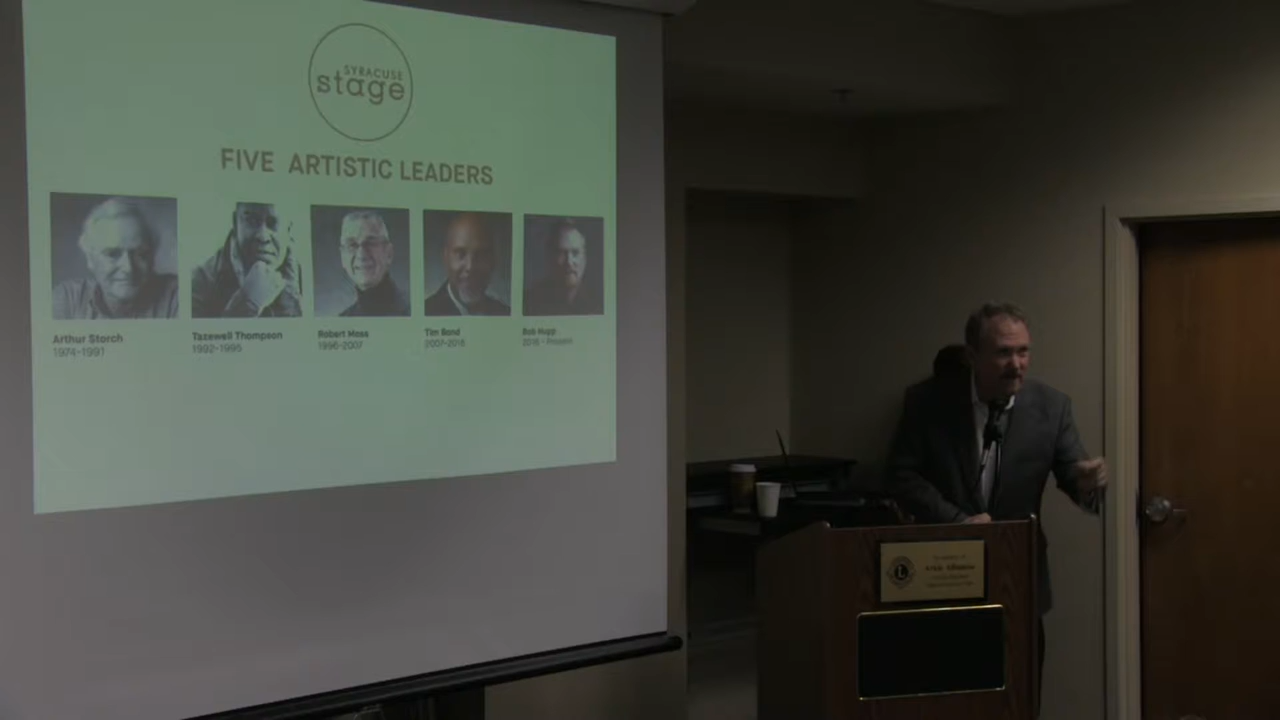 SYRACUSE
stage
FIVE ARTISTIC LEADERS
Arthur Storch
1974-1991
Tazewell Thompson
1992-1995
Robert Moss
1996-2007
Tim Bond
2007-2016
Bob Hupp
2016 - Present
L